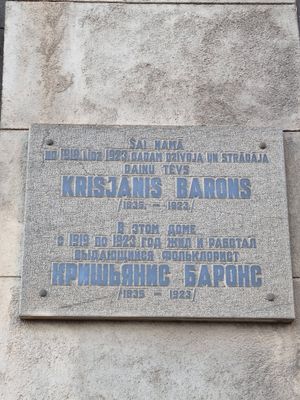 ŠAI NAMĀ
NO 1919 LĪDZ 1923 GADAM DZĪVOJA UN STRĀDĀJA
DAINU TĒVS
KRIŠJĀNIS BARONS
/1835. – 1923./
В ЭТОМ ДОМЕ
С 1919 ПО 1923 ГОД ЖИЛ И РАБОТАЛ
ВЫДАЮЩИЙСЯ ФОЛЬКЛОРИСТ
КРИШЬЯНИС БАРОНС
/1835 – 1923/